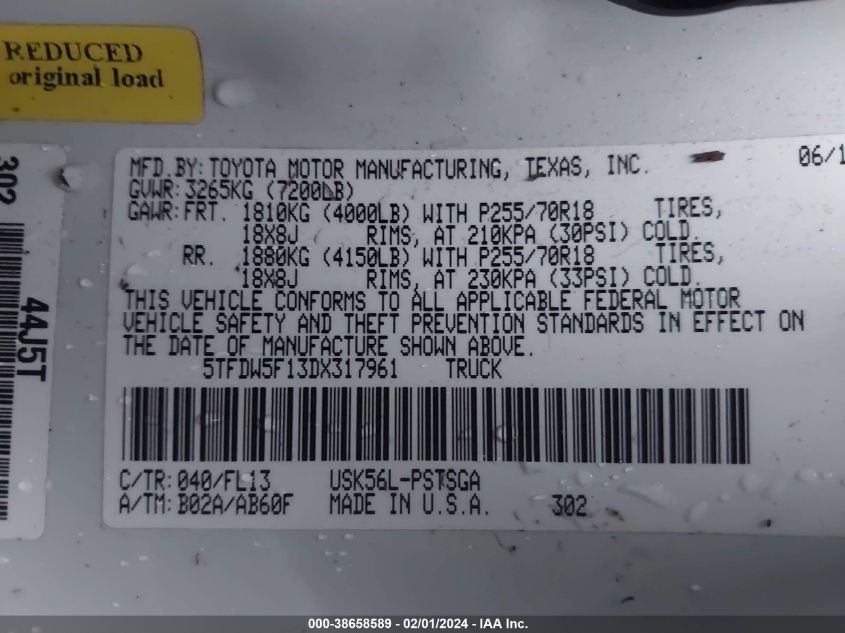 REDUCED
original load
302
44J5T
MFD.BY: TOYOTA MOTOR MANUFACTURING, TEXAS, INC. 06/1
GVWR: 3265KG (7200LB)
GAWR: FRT. 1810KG (4000LB) WITH P255/70R18 TIRES,
18X8J RIMS, AT 210KPA (30PSI) COLD
RR. 1880KG (4150LB) WITH P255/70R18 TIRES,
18X8J RIMS, AT 230KPA (33PSI) COLD.
THIS VEHICLE CONFORMS TO ALL APPLICABLE FEDERAL MOTOR
VEHICLE SAFETY AND THEFT PREVENTION STANDARDS IN EFFECT ON
THE DATE OF MANUFACTURE SHOWN ABOVE.
5TFDW5F13DX317961 TRUCK
C/TR: 040/FL13 USK56L-PSTSGA
A/TM: B02A/AB60F MADE IN U.S.A. 302
000-38658589 - 02/01/2024 - IAA Inc.